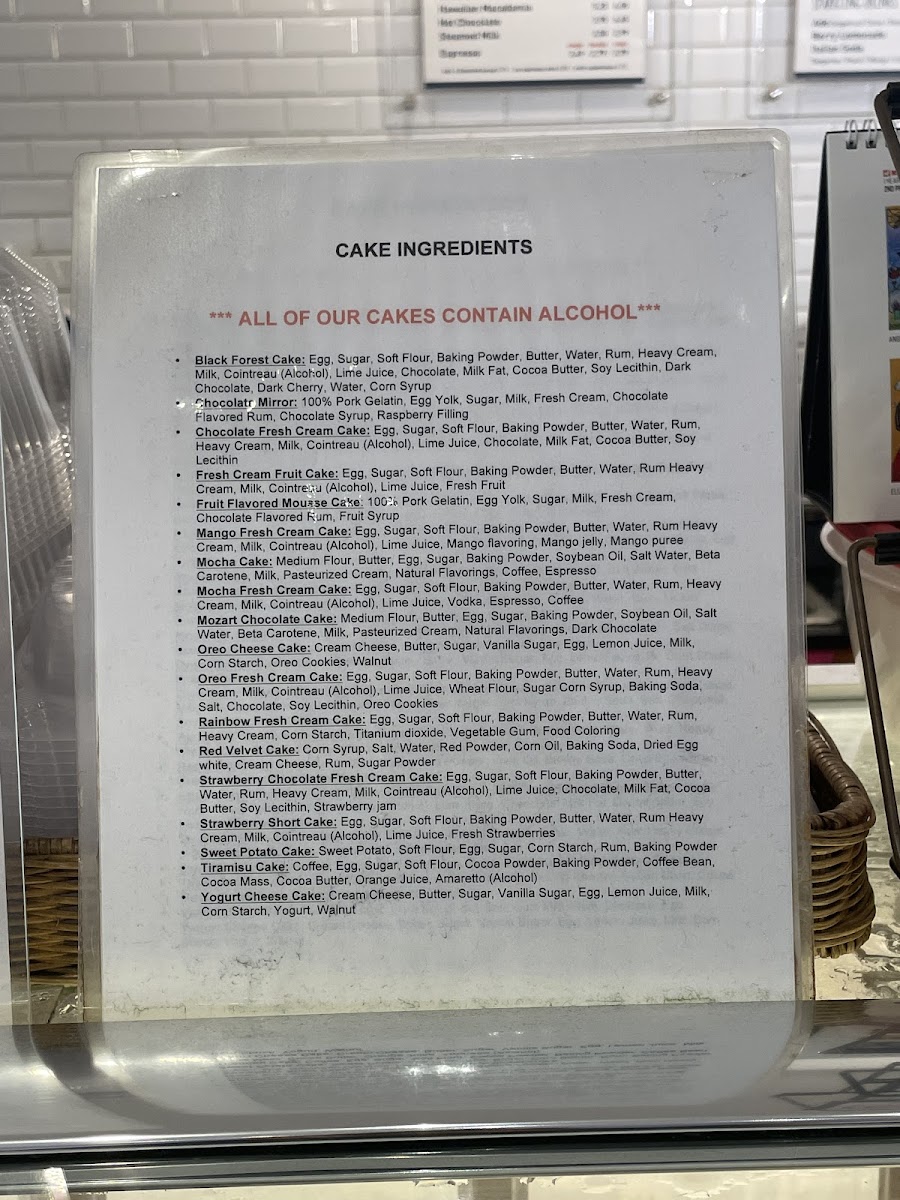 Hawaiian Macadamia
Hot Chocolate
Steamed Milk
Espresso
CAKE INGREDIENTS
*** ALL OF OUR CAKES CONTAIN ALCOHOL***
• Black Forest Cake: Egg, Sugar, Soft Flour, Baking Powder, Butter, Water, Rum, Heavy Cream,
Milk, Cointreau (Alcohol), Lime Juice, Chocolate, Milk Fat, Cocoa Butter, Soy Lecithin, Dark
Chocolate, Dark Cherry, Water, Corn Syrup
• Chocolate Mirror: 100% Pork Gelatin, Egg Yolk, Sugar, Milk, Fresh Cream, Chocolate
Flavored Rum, Chocolate Syrup, Raspberry Filling
• Chocolate Fresh Cream Cake: Egg, Sugar, Soft Flour, Baking Powder, Butter, Water, Rum,
Heavy Cream, Milk, Cointreau (Alcohol), Lime Juice, Chocolate, Milk Fat, Cocoa Butter, Soy
Lecithin
• Fresh Cream Fruit Cake: Egg, Sugar, Soft Flour, Baking Powder, Butter, Water, Rum Heavy
Cream, Milk, Cointreau (Alcohol), Lime Juice, Fresh Fruit
• Fruit Flavored Mousse Cake: 100% Pork Gelatin, Egg Yolk, Sugar, Milk, Fresh Cream,
Chocolate Flavored Rum, Fruit Syrup
• Mango Fresh Cream Cake: Egg, Sugar, Soft Flour, Baking Powder, Butter, Water, Rum Heavy
Cream, Milk, Cointreau (Alcohol), Lime Juice, Mango flavoring, Mango jelly, Mango puree
• Mocha Cake: Medium Flour, Butter, Egg, Sugar, Baking Powder, Soybean Oil, Salt Water, Beta
Carotene, Milk, Pasteurized Cream, Natural Flavorings, Coffee, Espresso
• Mocha Fresh Cream Cake: Egg, Sugar, Soft Flour, Baking Powder, Butter, Water, Rum, Heavy
Cream, Milk, Cointreau (Alcohol), Lime Juice, Vodka, Espresso, Coffee
• Mozart Chocolate Cake: Medium Flour, Butter, Egg, Sugar, Baking Powder, Soybean Oil, Salt
Water, Beta Carotene, Milk, Pasteurized Cream, Natural Flavorings, Dark Chocolate
• Oreo Cheese Cake: Cream Cheese, Butter, Sugar, Vanilla Sugar, Egg, Lemon Juice, Milk,
Corn Starch, Oreo Cookies, Walnut
• Oreo Fresh Cream Cake: Egg, Sugar, Soft Flour, Baking Powder, Butter, Water, Rum, Heavy
Cream, Milk, Cointreau (Alcohol), Lime Juice, Wheat Flour, Sugar Corn Syrup, Baking Soda,
Salt, Chocolate, Soy Lecithin, Oreo Cookies
• Rainbow Fresh Cream Cake: Egg, Sugar, Soft Flour, Baking Powder, Butter, Water, Rum,
Heavy Cream, Corn Starch, Titanium dioxide, Vegetable Gum, Food Coloring
• Red Velvet Cake: Corn Syrup, Salt, Water, Red Powder, Corn Oil, Baking Soda, Dried Egg
white, Cream Cheese, Rum, Sugar Powder
• Strawberry Chocolate Fresh Cream Cake: Egg, Sugar, Soft Flour, Baking Powder, Butter,
Water, Rum, Heavy Cream, Milk, Cointreau (Alcohol), Lime Juice, Chocolate, Milk Fat, Cocoa
Butter, Soy Lecithin, Strawberry jam
• Strawberry Short Cake: Egg, Sugar, Soft Flour, Baking Powder, Butter, Water, Rum Heavy
Cream, Milk, Cointreau (Alcohol), Lime Juice, Fresh Strawberries
• Sweet Potato Cake: Sweet Potato, Soft Flour, Egg, Sugar, Corn Starch, Rum, Baking Powder
• Tiramisu Cake: Coffee, Egg, Sugar, Soft Flour, Cocoa Powder, Baking Powder, Coffee Bean,
Cocoa Mass, Cocoa Butter, Orange Juice, Amaretto (Alcohol)
• Yogurt Cheese Cake: Cream Cheese, Butter, Sugar, Vanilla Sugar, Egg, Lemon Juice, Milk,
Corn Starch, Yogurt, Walnut